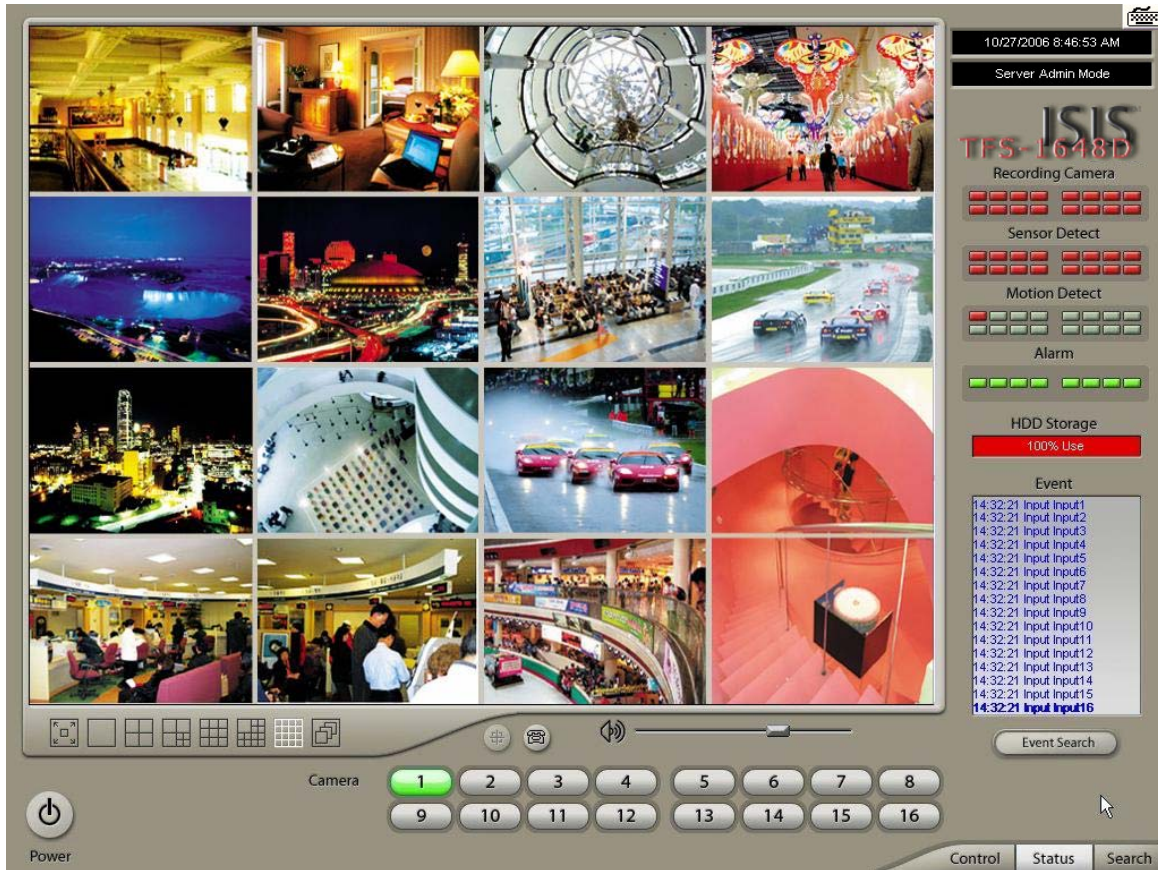 10/27/2006 8:46:53 AM
Server Admin Mode
ISIS
TFS-1648D
Recording Camera
Sensor Detect
Motion Detect
Alarm
HDD Storage
100% Use
Event
14:32:21 Input Input1
14:32:21 Input Input2
14:32:21 Input Input3
14:32:21 Input Input4
14:32:21 Input Input5
14:32:21 Input Input6
14:32:21 Input Input7
14:32:21 Input Input8
14:32:21 Input Input9
14:32:21 Input Input10
14:32:21 Input Input11
14:32:21 Input Input12
14:32:21 Input Input13
14:32:21 Input Input14
14:32:21 Input Input15
14:32:21 Input Input16
Event Search
Camera
1 2 3 4 5 6 7 8
9 10 11 12 13 14 15 16
Power
Control Status Search